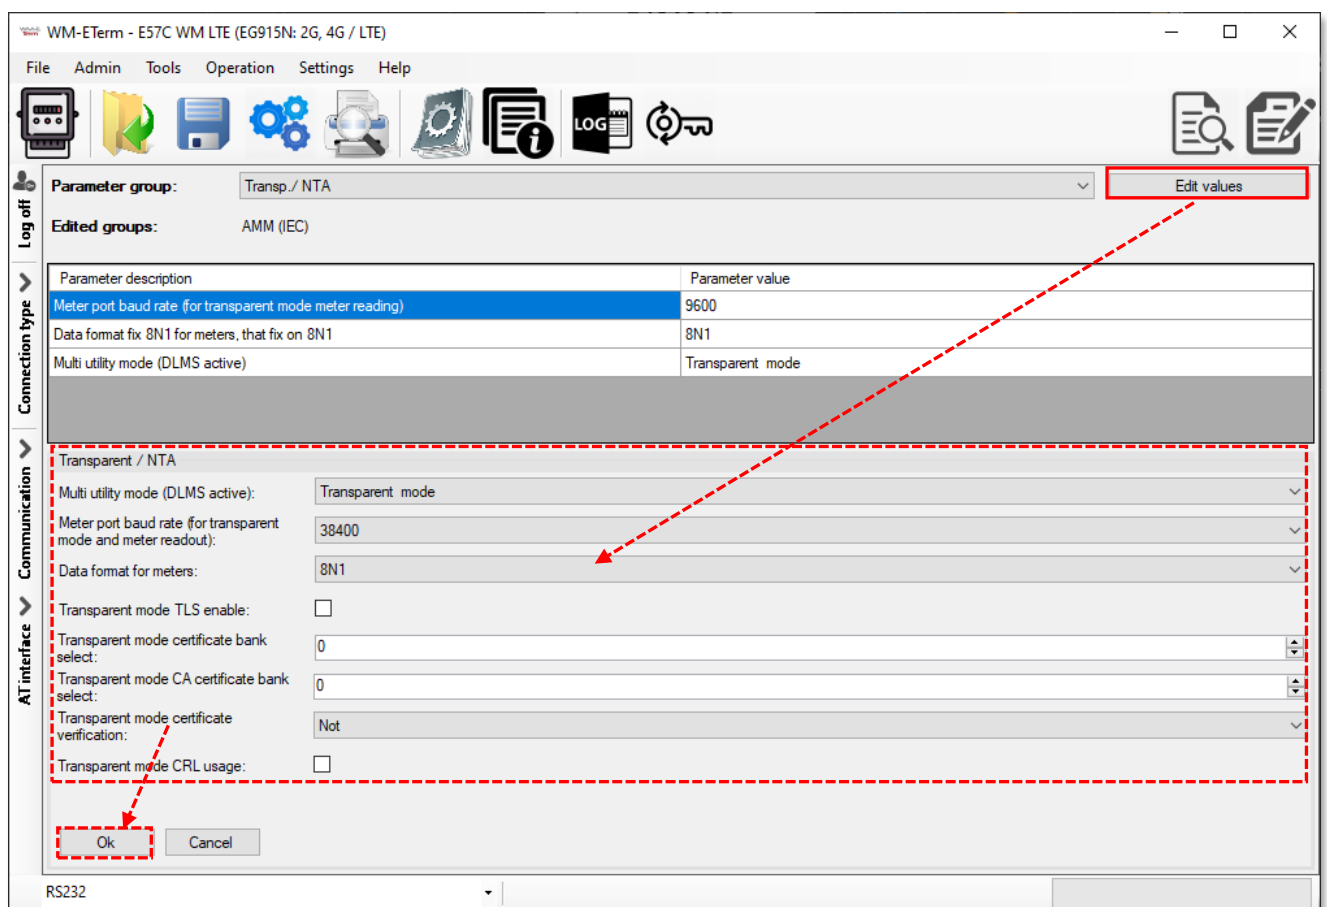 WM-ETerm - E57C WM LTE (EG915N: 2G, 4G / LTE)
File Admin Tools Operation Settings Help
LOG
Log off
Connection type
Communication
AT interface
Parameter group: Transp./ NTA Edit values
Edited groups: AMM (IEC)
Parameter description Parameter value
Meter port baud rate (for transparent mode meter reading) 9600
Data format fix 8N1 for meters, that fix on 8N1 8N1
Multi utility mode (DLMS active) Transparent mode
Transparent / NTA
Multi utility mode (DLMS active): Transparent mode
Meter port baud rate (for transparent
mode and meter readout): 38400
Data format for meters: 8N1
Transparent mode TLS enable:
Transparent mode certificate bank
select: 0
Transparent mode CA certificate bank
select: 0
Transparent mode certificate
verification: Not
Transparent mode CRL usage:
Ok Cancel
RS232